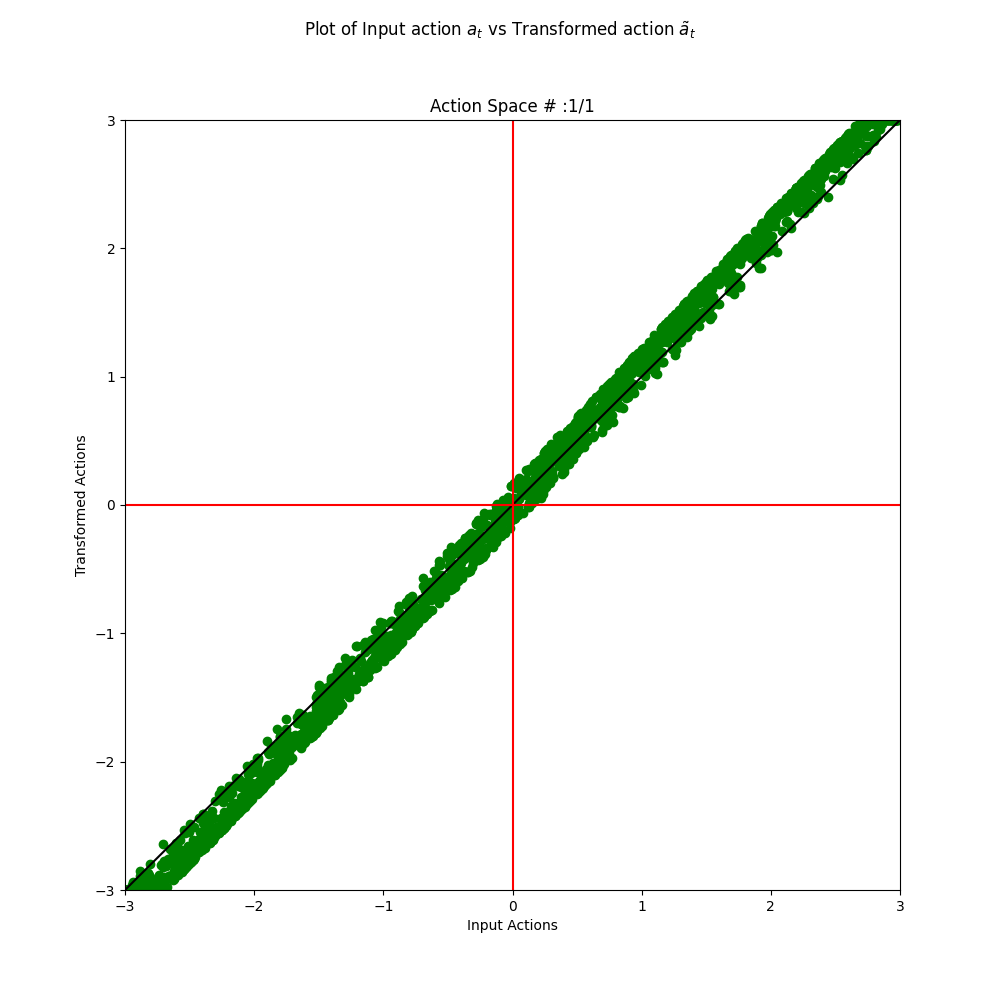 Plot of Input action $a_t$ vs Transformed action $\tilde{a}_t$
Action Space # :1/1
3
2
1
0
−1
−2
−3
Transformed Actions
−3 −2 −1 0 1 2 3
Input Actions